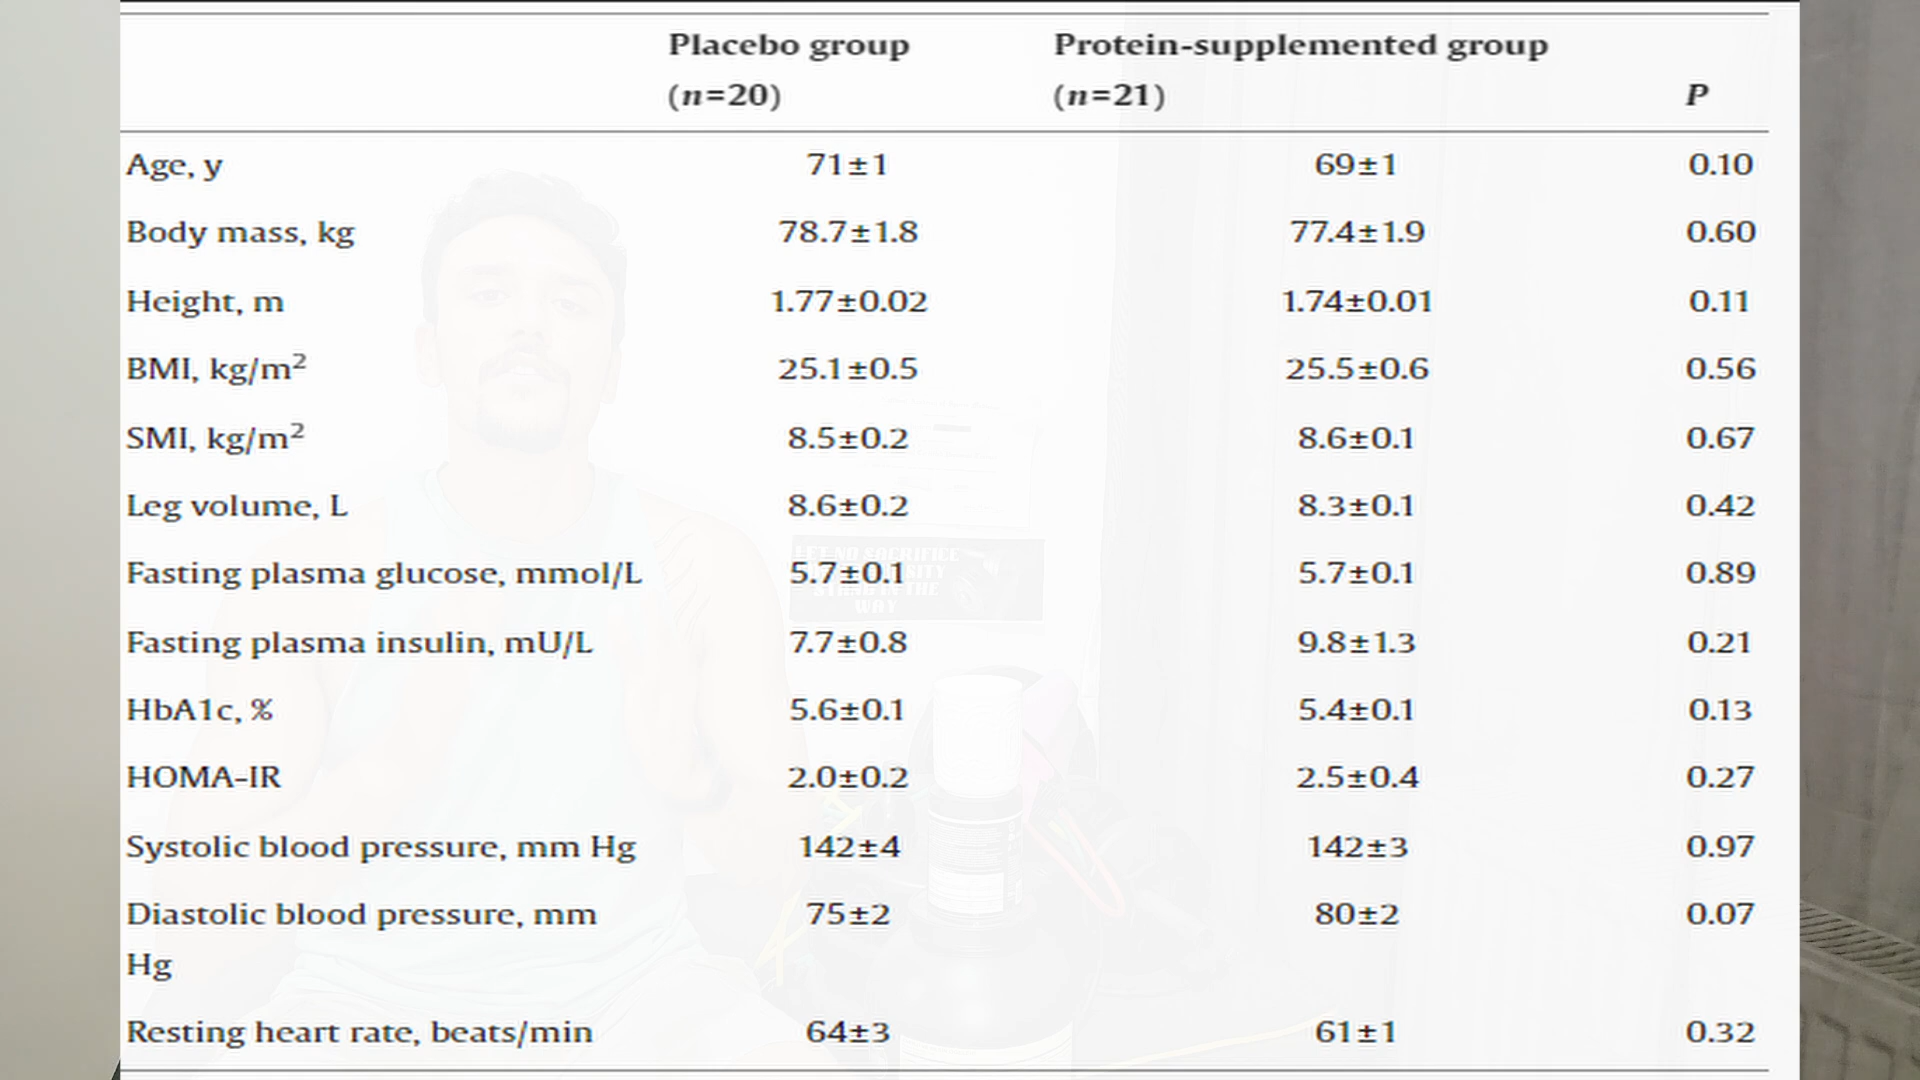 Placebo group Protein-supplemented group
(n=20) (n=21) P
Age, y 71±1 69±1 0.10
Body mass, kg 78.7±1.8 77.4±1.9 0.60
Height, m 1.77±0.02 1.74±0.01 0.11
BMI, kg/m² 25.1±0.5 25.5±0.6 0.56
SMI, kg/m² 8.5±0.2 8.6±0.1 0.67
Leg volume, L 8.6±0.2 8.3±0.1 0.42
Fasting plasma glucose, mmol/L 5.7±0.1 5.7±0.1 0.89
Fasting plasma insulin, mU/L 7.7±0.8 9.8±1.3 0.21
HbA1c, % 5.6±0.1 5.4±0.1 0.13
HOMA-IR 2.0±0.2 2.5±0.4 0.27
Systolic blood pressure, mm Hg 142±4 142±3 0.97
Diastolic blood pressure, mm 75±2 80±2 0.07
Hg
Resting heart rate, beats/min 64±3 61±1 0.32
LET NO SACRIFICE
STAND IN THE
WAY